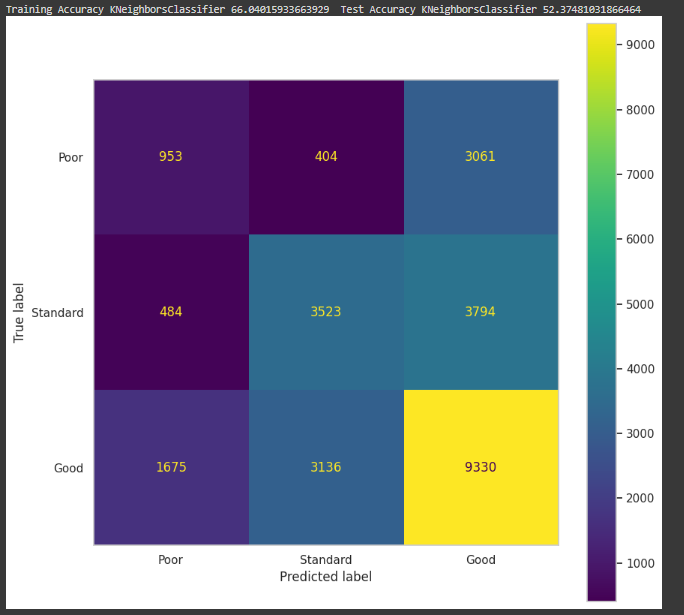 Training Accuracy KNeighborsClassifier 66.04015933663929 Test Accuracy KNeighborsClassifier 52.37481031866464
9000
8000
Poor 953 404 3061
7000
6000
True label
Standard 484 3523 3794
5000
4000
3000
Good 1675 3136 9330
2000
1000
Poor Standard Good
Predicted label